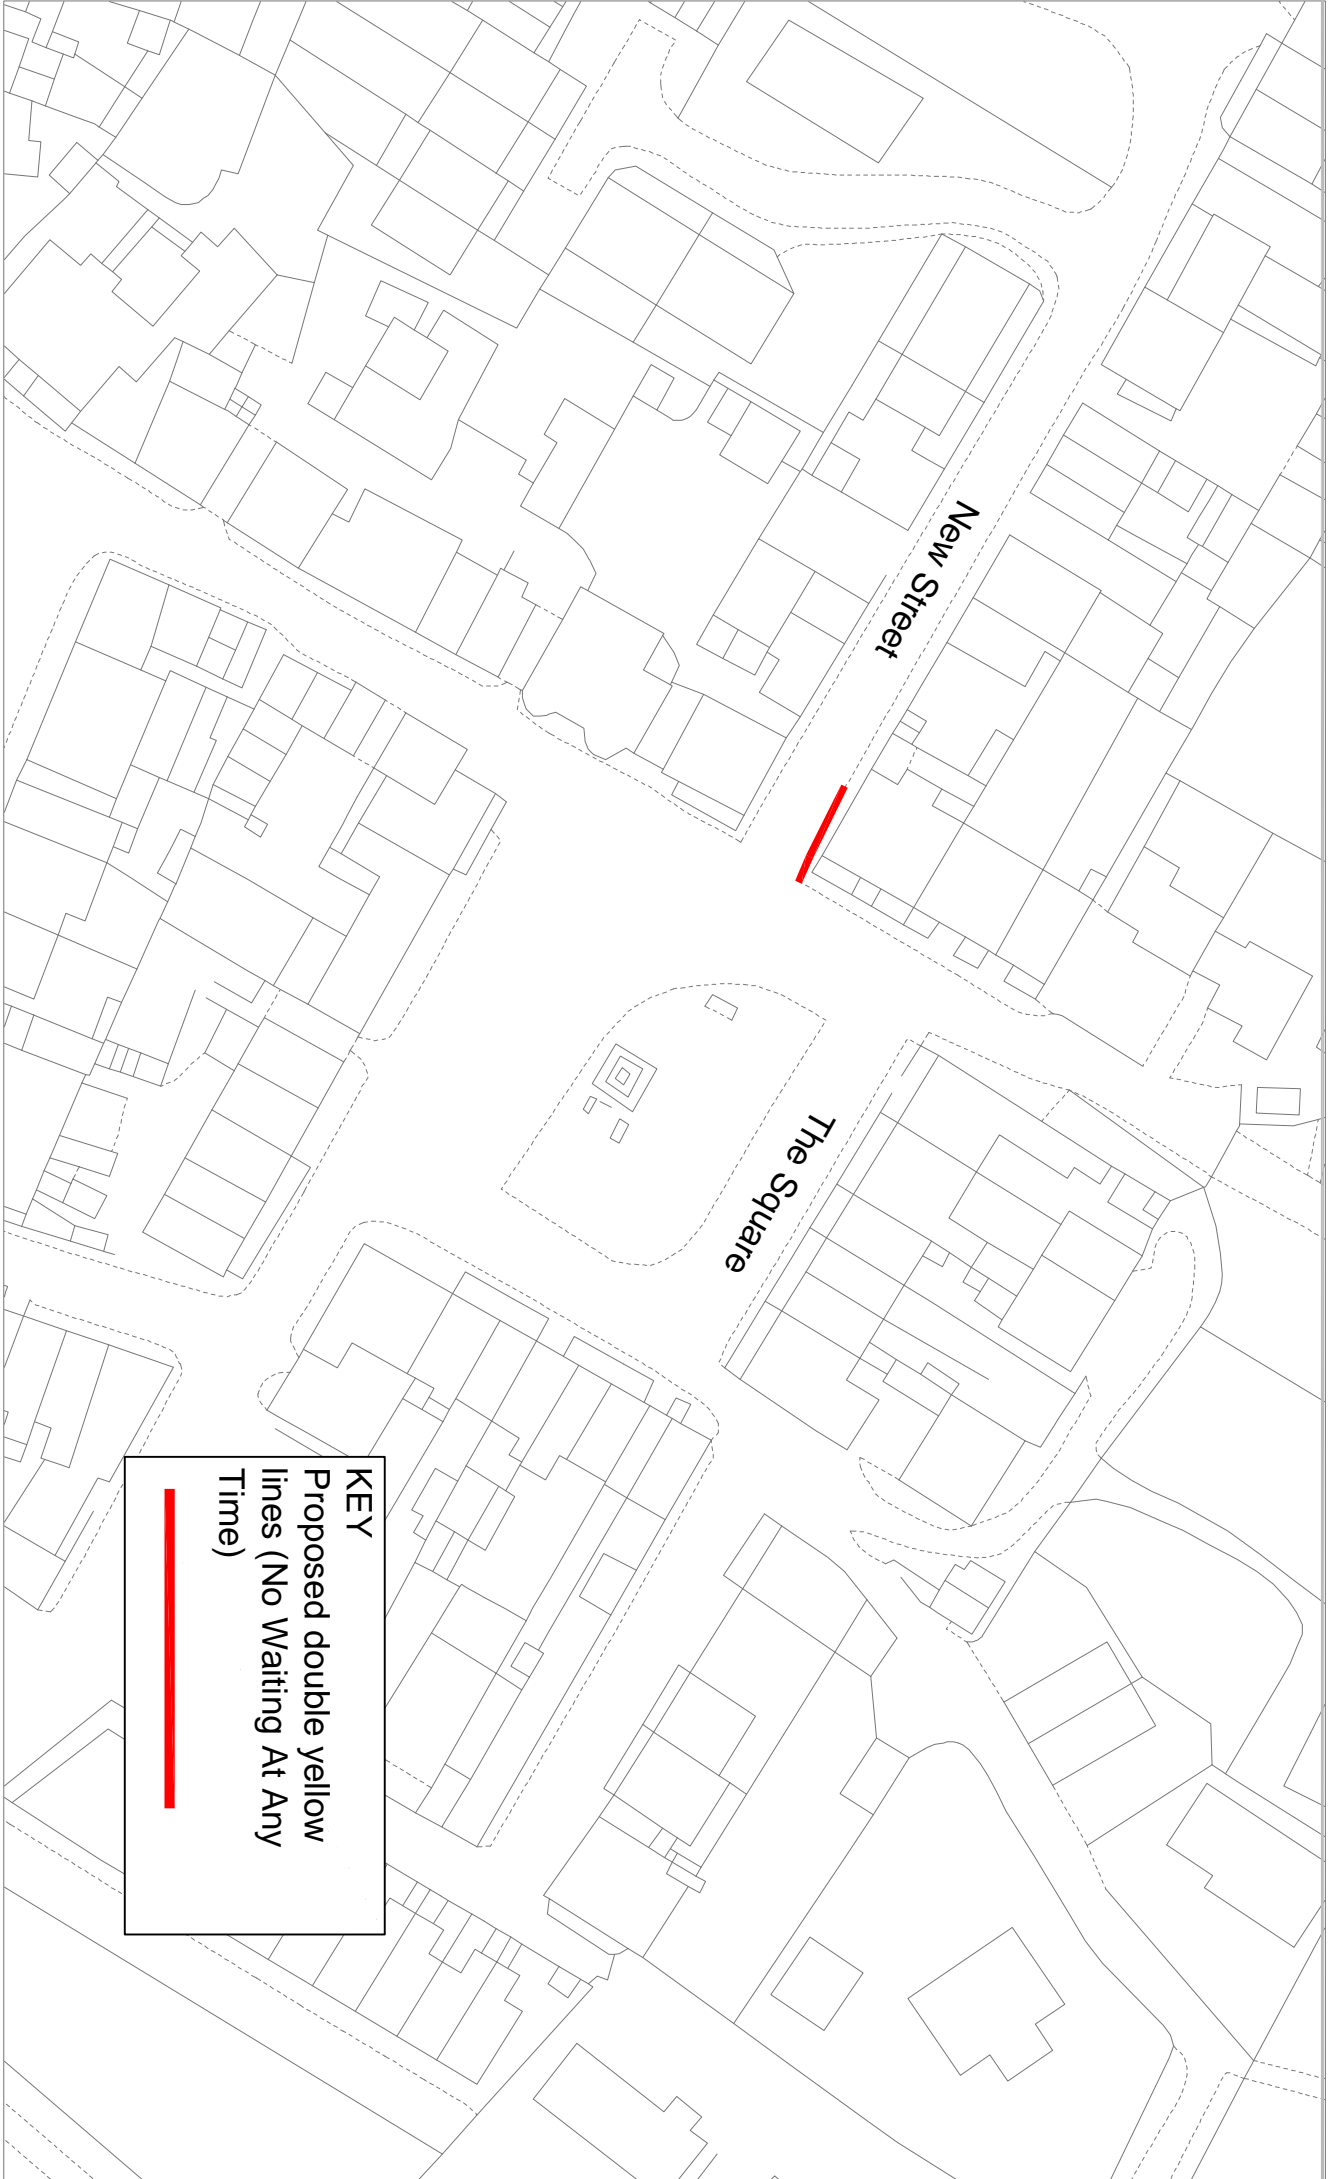 New Street
The Square
KEY
Proposed double yellow
lines (No Waiting At Any
Time)